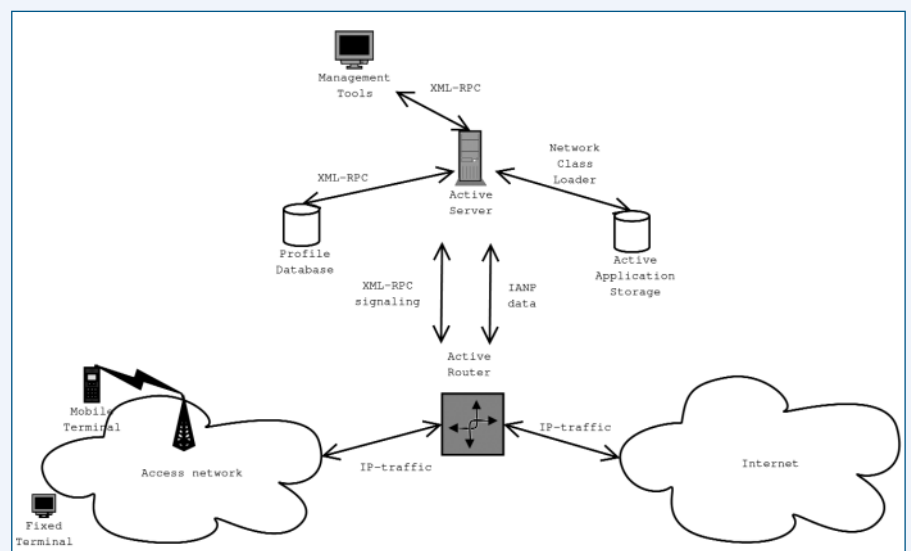 Management
Tools
XML-RPC
Network
Class
Loader
XML-RPC
Active
Server
Profile
Database
Active
Application
Storage
XML-RPC
signaling
IANP
data
Active
Router
Mobile
Terminal
IP-traffic
Access network
IP-traffic
Internet
Fixed
Terminal